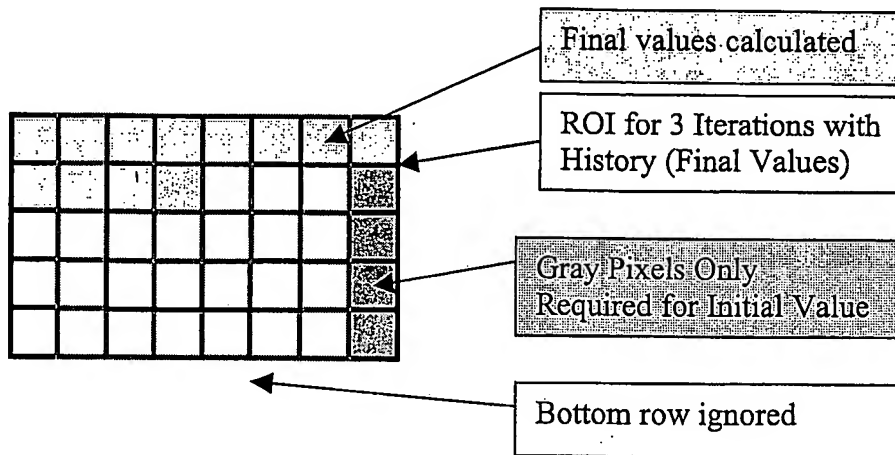 Final values calculated
ROI for 3 Iterations with
History (Final Values)
Gray Pixels Only
Required for Initial Value
Bottom row ignored